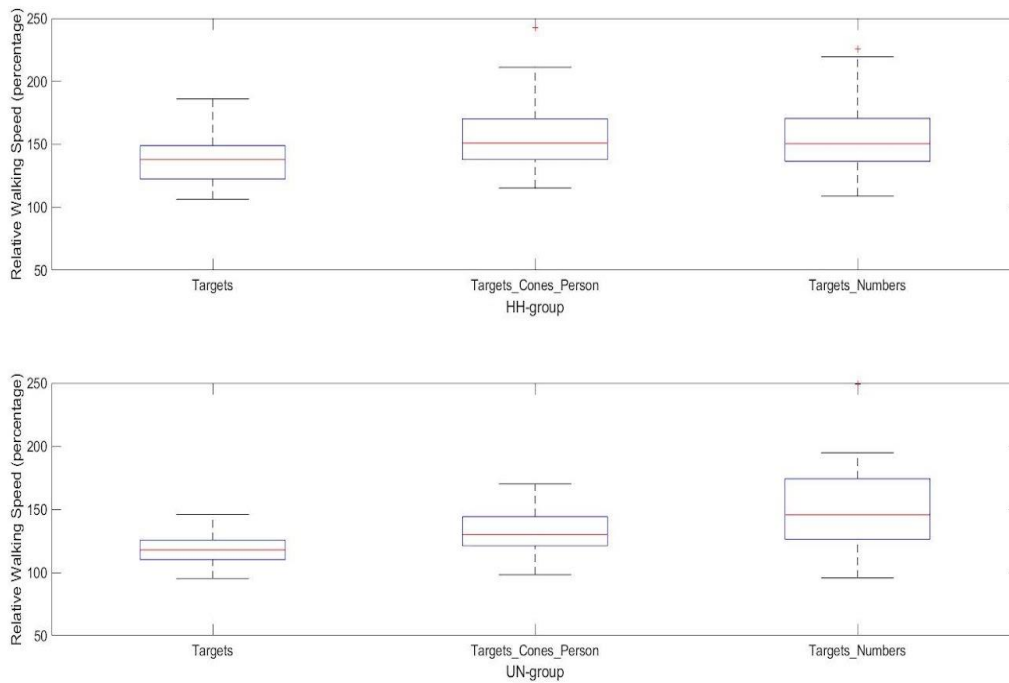 Relative Walking Speed (percentage)
250
200
150
100
50
Targets
Targets_Cones_Person
Targets_Numbers
HH-group
Relative Walking Speed (percentage)
250
200
150
100
50
Targets
Targets_Cones_Person
Targets_Numbers
UN-group